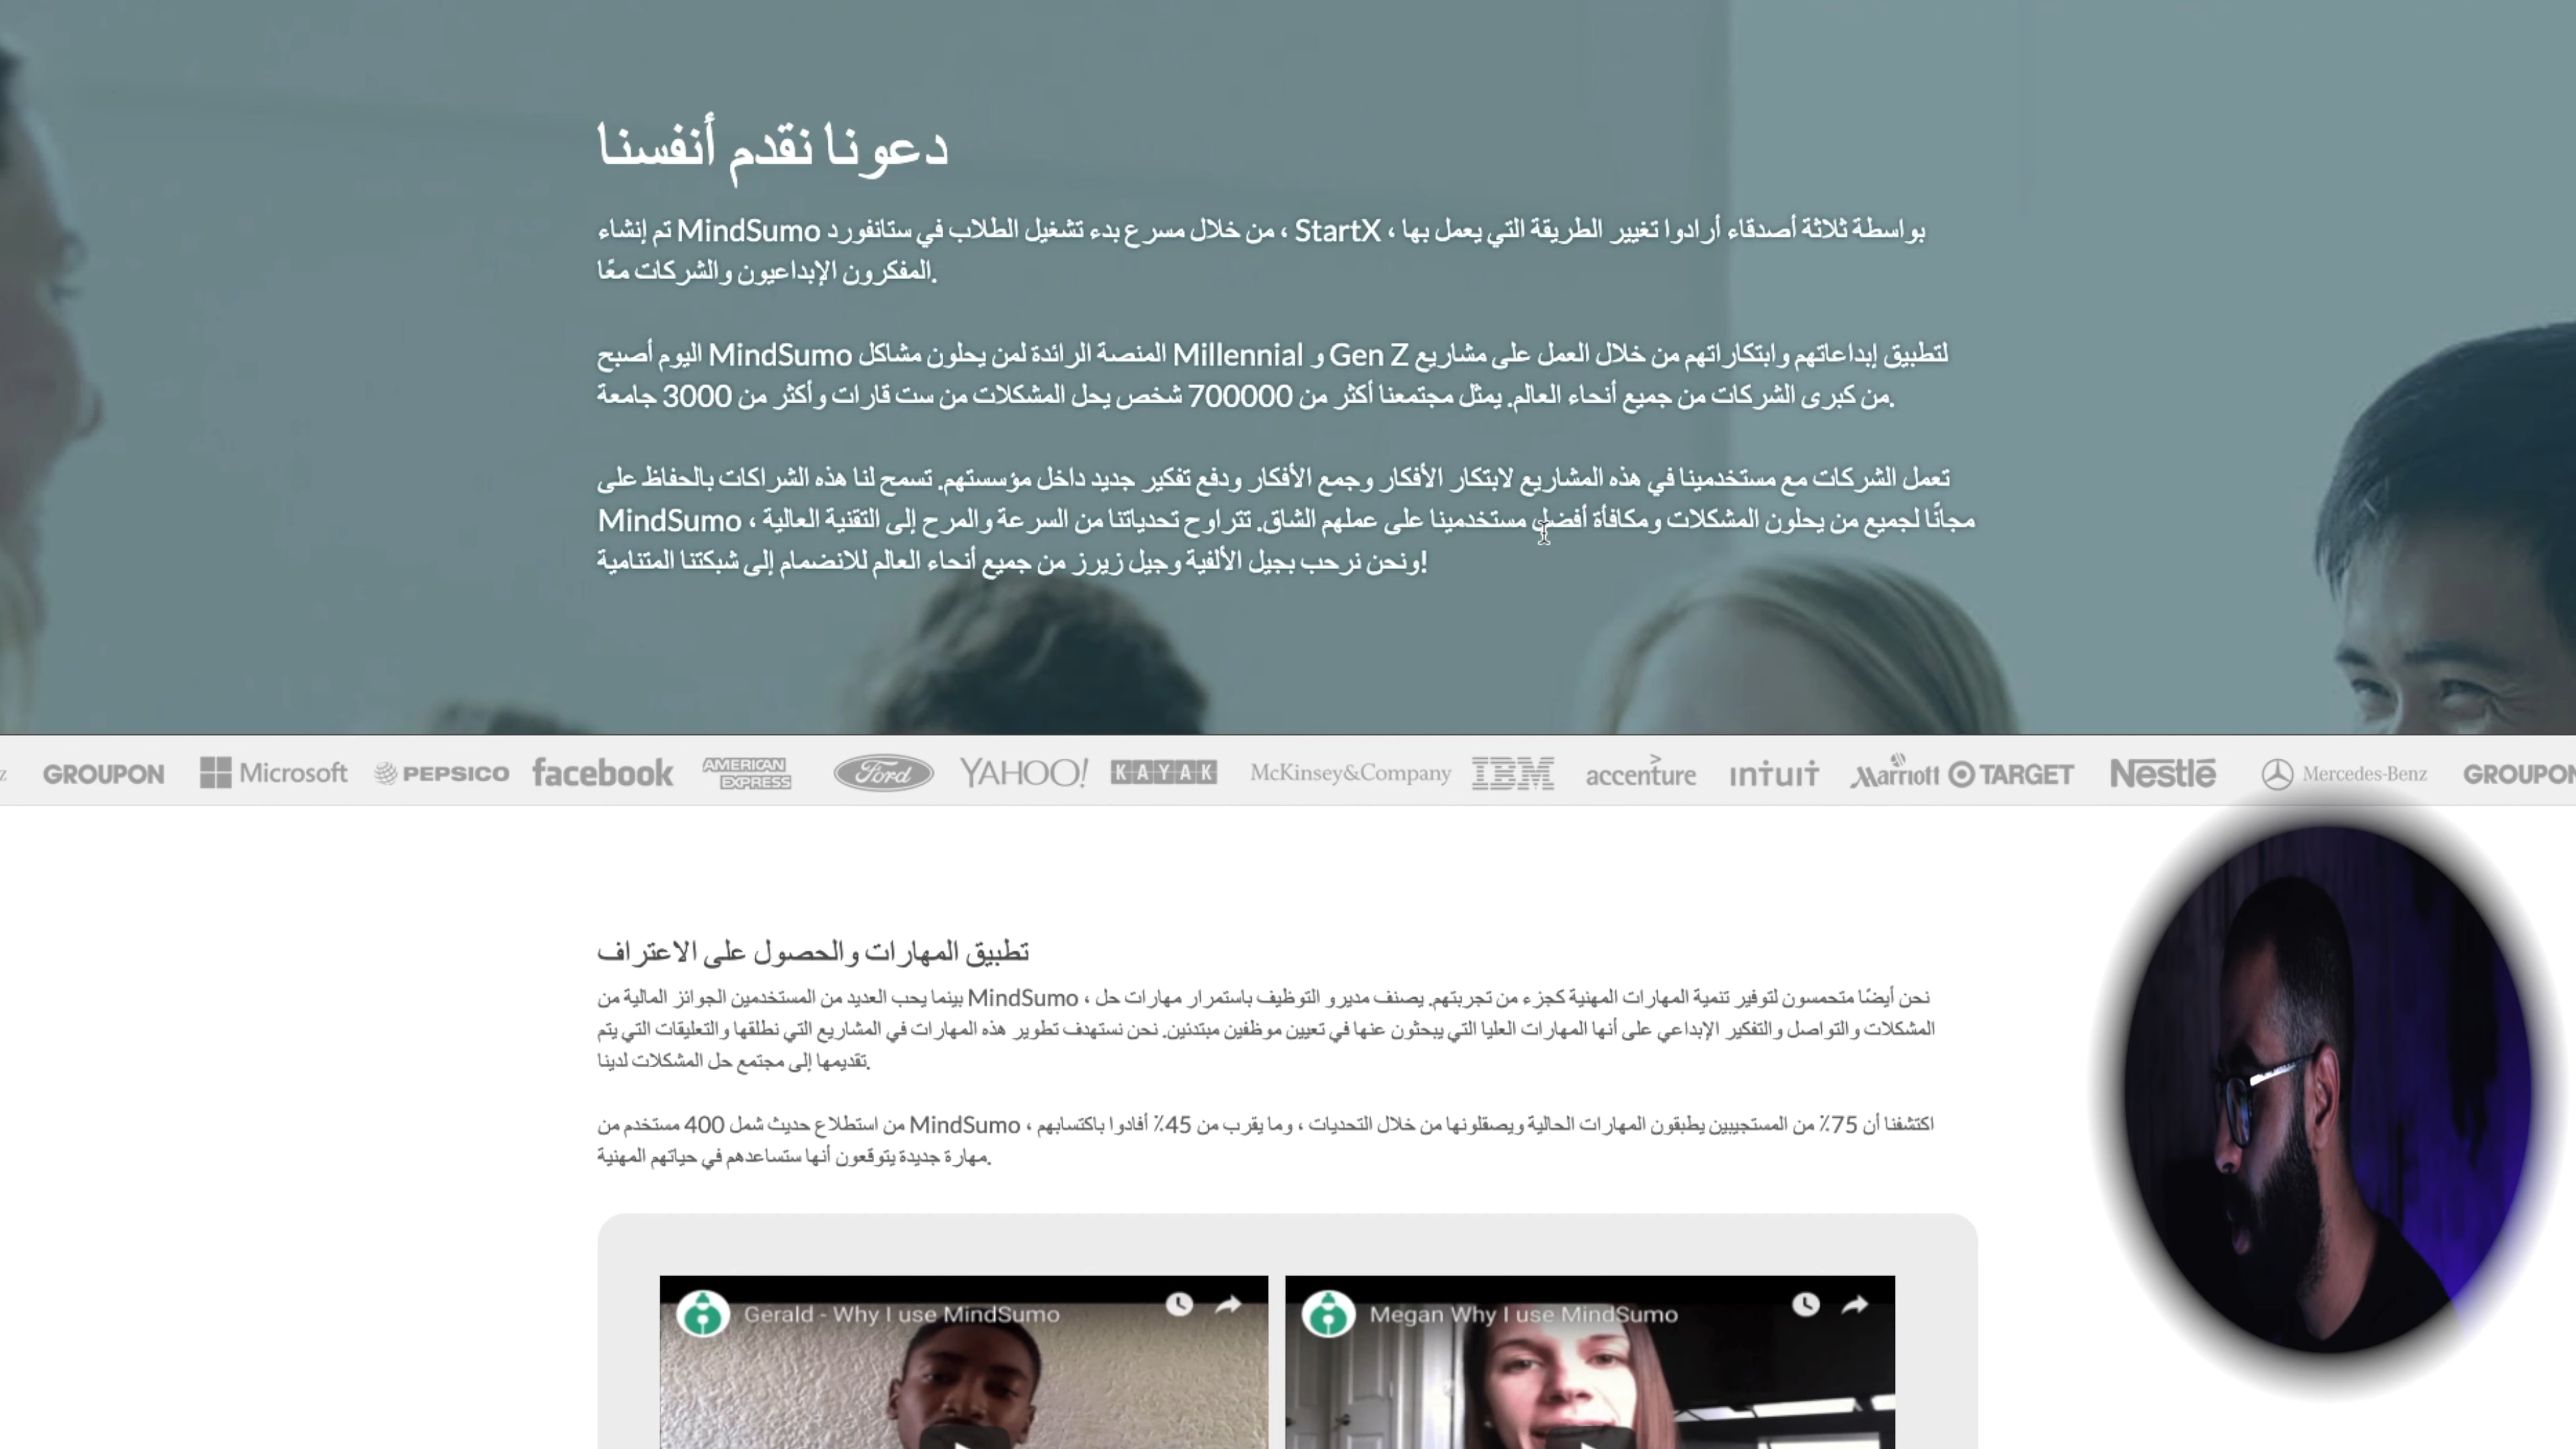 دعونا نقدم أنفسنا
تم إنشاء MindSumo من خلال مسرع بدء تشغيل الطلاب في ستانفورد ، StartX ، بواسطة ثلاثة أصدقاء أرادوا تغيير الطريقة التي يعمل بها
المفكرون الإبداعيون والشركات معًا.
اليوم أصبح MindSumo المنصة الرائدة لمن يحلون مشاكل Millennial و Gen Z لتطبيق إبداعاتهم وابتكاراتهم من خلال العمل على مشاريع
من كبرى الشركات من جميع أنحاء العالم. يمثل مجتمعنا أكثر من 700000 شخص يحل المشكلات من ست قارات وأكثر من 3000 جامعة.
تعمل الشركات مع مستخدمينا في هذه المشاريع لابتكار الأفكار وجمع الأفكار ودفع تفكير جديد داخل مؤسستهم. تسمح لنا هذه الشراكات بالحفاظ على
MindSumo مجانًا لجميع من يحلون المشكلات ومكافأة أفضل مستخدمينا على عملهم الشاق. تتراوح تحدياتنا من السرعة والمرح إلى التقنية العالية ،
ونحن نرحب بجيل الألفية وجيل زيرز من جميع أنحاء العالم للانضمام إلى شبكتنا المتنامية!
z GROUPON Microsoft PEPSICO facebook AMERICAN EXPRESS Ford YAHOO! KAYAK McKinsey&Company IBM accenture intuit Marriott TARGET Nestlé Mercedes-Benz GROUPON
تطبيق المهارات والحصول على الاعتراف
بينما يحب العديد من المستخدمين الجوائز المالية من MindSumo ، نحن أيضًا متحمسون لتوفير تنمية المهارات المهنية كجزء من تجربتهم. يصنف مديرو التوظيف باستمرار مهارات حل
المشكلات والتواصل والتفكير الإبداعي على أنها المهارات العليا التي يبحثون عنها في تعيين موظفين مبتدئين. نحن نستهدف تطوير هذه المهارات في المشاريع التي نطلقها والتعليقات التي يتم
تقديمها إلى مجتمع حل المشكلات لدينا.
من استطلاع حديث شمل 400 مستخدم من MindSumo ، اكتشفنا أن 75٪ من المستجيبين يطبقون المهارات الحالية ويصقلونها من خلال التحديات ، وما يقرب من 45٪ أفادوا باكتسابهم
مهارة جديدة يتوقعون أنها ستساعدهم في حياتهم المهنية.
Gerald - Why I use MindSumo
Megan Why I use MindSumo